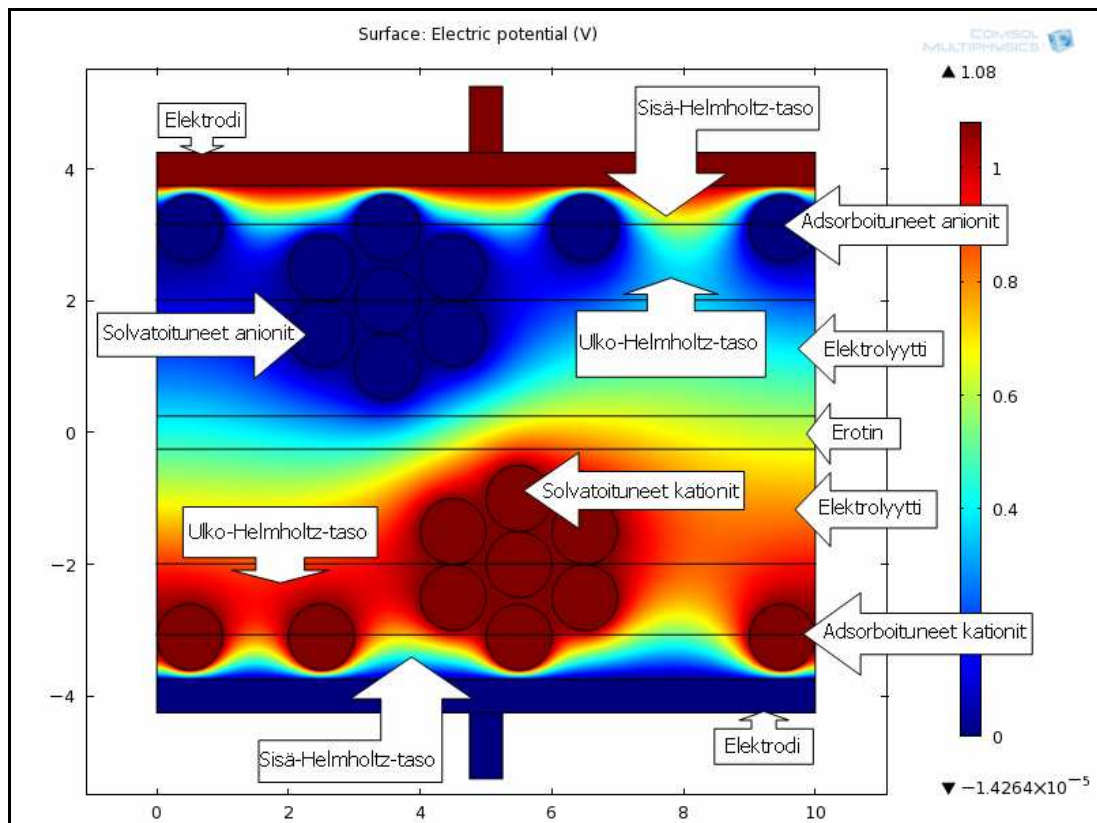 Surface: Electric potential (V)
COMSOL
MULTIPHYSICS
1.08
Elektrodi
Sisä-Helmholtz-taso
Adsorboituneet anionit
Solvatoituneet anionit
Ulko-Helmholtz-taso
Elektrolyytti
Erotin
Solvatoituneet kationit
Elektrolyytti
Ulko-Helmholtz-taso
Adsorboituneet kationit
Sisä-Helmholtz-taso
Elektrodi
4
2
0
−2
−4
0
2
4
6
8
10
1
0.8
0.6
0.4
0.2
0
−1.4264×10⁻⁵